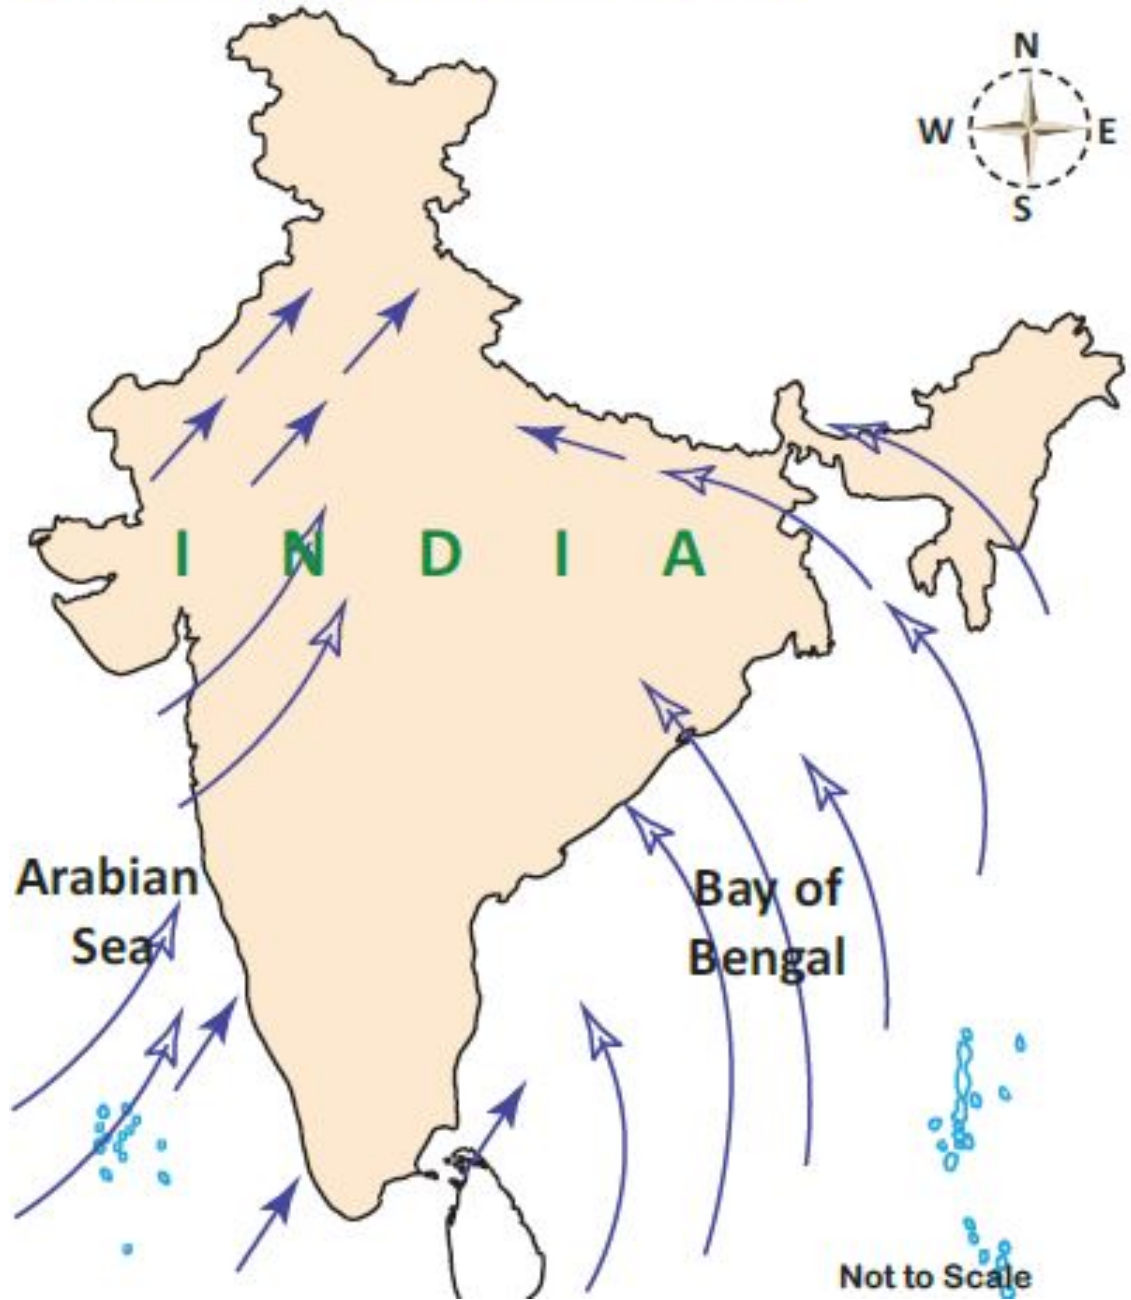 N
W E
S
I N D I A
Arabian
Sea
Bay of
Bengal
Not to Scale